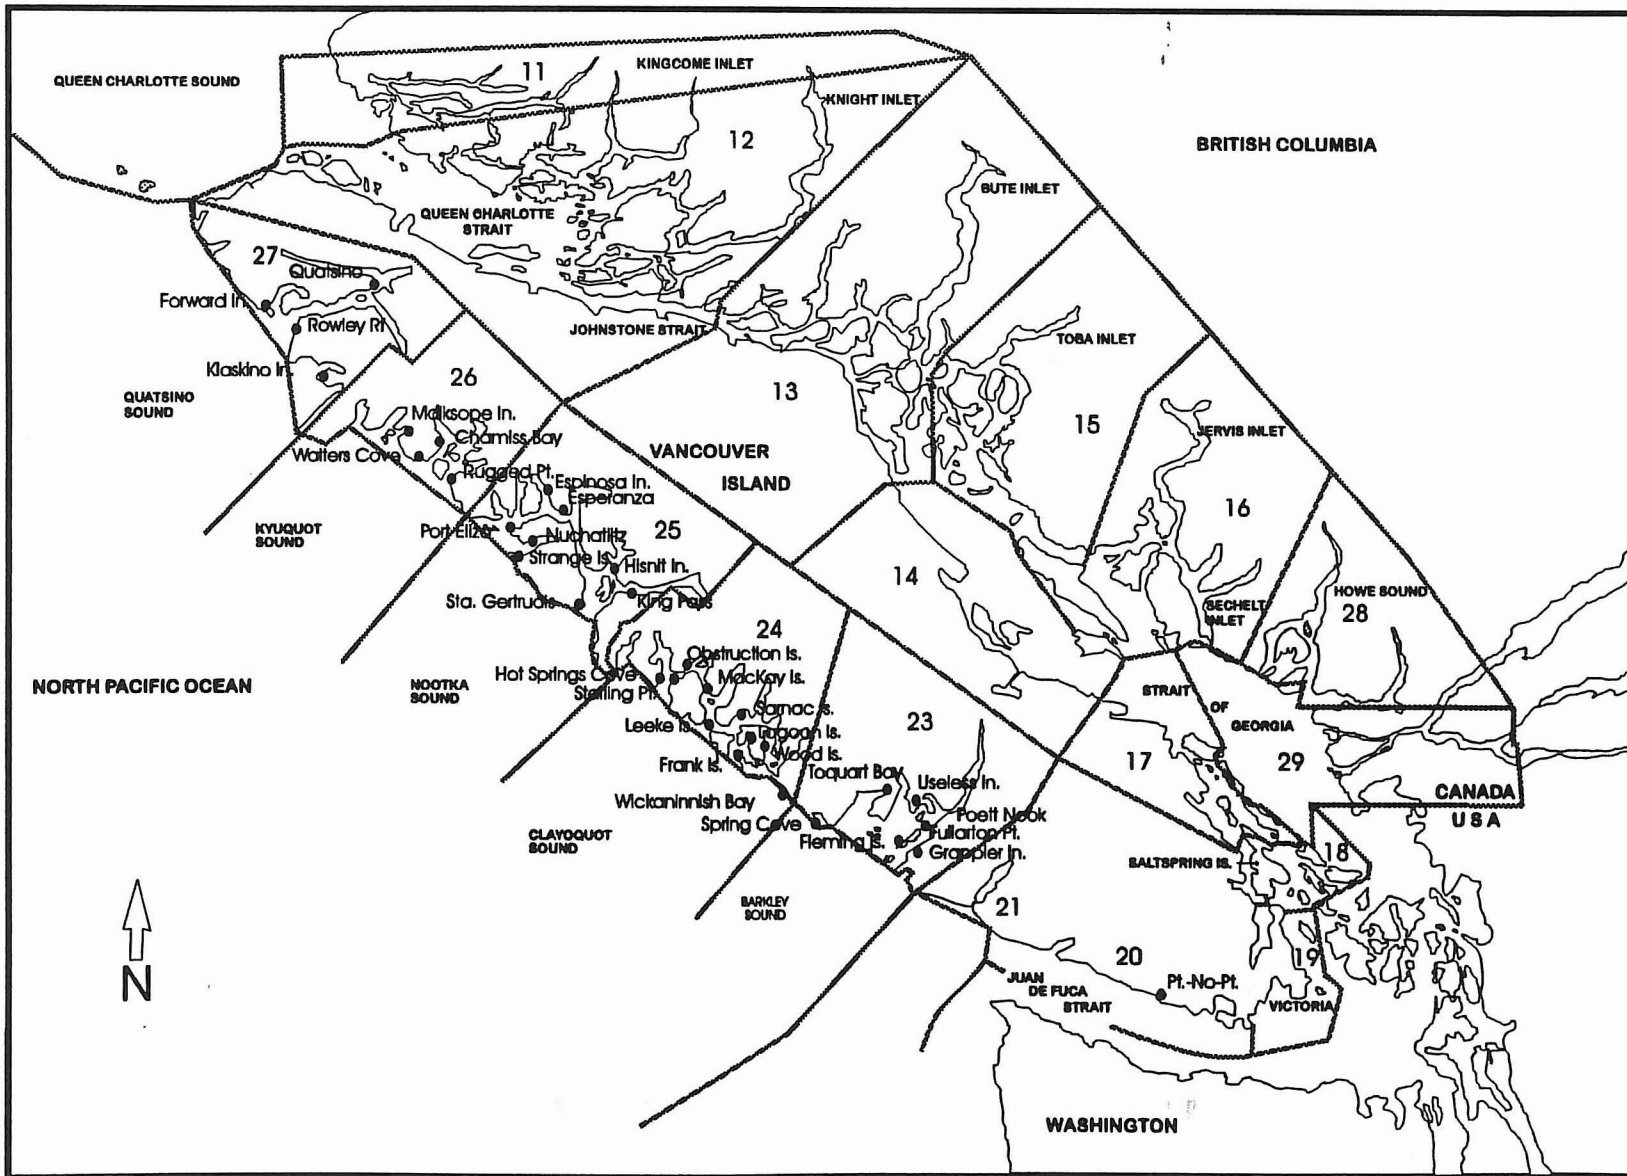 11
KINGCOME INLET
QUEEN CHARLOTTE SOUND
KNIGHT INLET
12
BRITISH COLUMBIA
BUTE INLET
QUEEN CHARLOTTE
STRAIT
27
Quatsino
Forward In.
Rowley Rf
JOHNSTONE STRAIT
TOBA INLET
Klaskino In.
26
13
QUATSINO
SOUND
Malksope In.
15
JERVIS INLET
Chamiss Bay
Walters Cove
VANCOUVER
ISLAND
Rugged Pt.
Espinosa In.
Esperanza
16
KYUQUOT
SOUND
Port Eliza
25
Nuchatlitz
Strange Is.
Hisnit In.
14
HOWE SOUND
Sta. Gertrudis
King Pass
SECHELT
INLET
28
24
Obstruction Is.
Hot Springs Cove
MacKay Is.
NORTH PACIFIC OCEAN
NOOTKA
SOUND
Sterling Pt.
STRAIT
OF
GEORGIA
Sarnac Is.
Leeke Is.
23
Lagoon Is.
Wood Is.
Frank Is.
17
29
Toquart Bay
Useless In.
CANADA
USA
Wickaninnish Bay
Poett Nook
Spring Cove
Fullarton Pt.
CLAYOQUOT
SOUND
Fleming Is.
Grappler In.
18
SALTSPRING IS.
BARKLEY
SOUND
21
20
19
N
JUAN
DE FUCA
STRAIT
Pt.-No-Pt.
VICTORIA
WASHINGTON